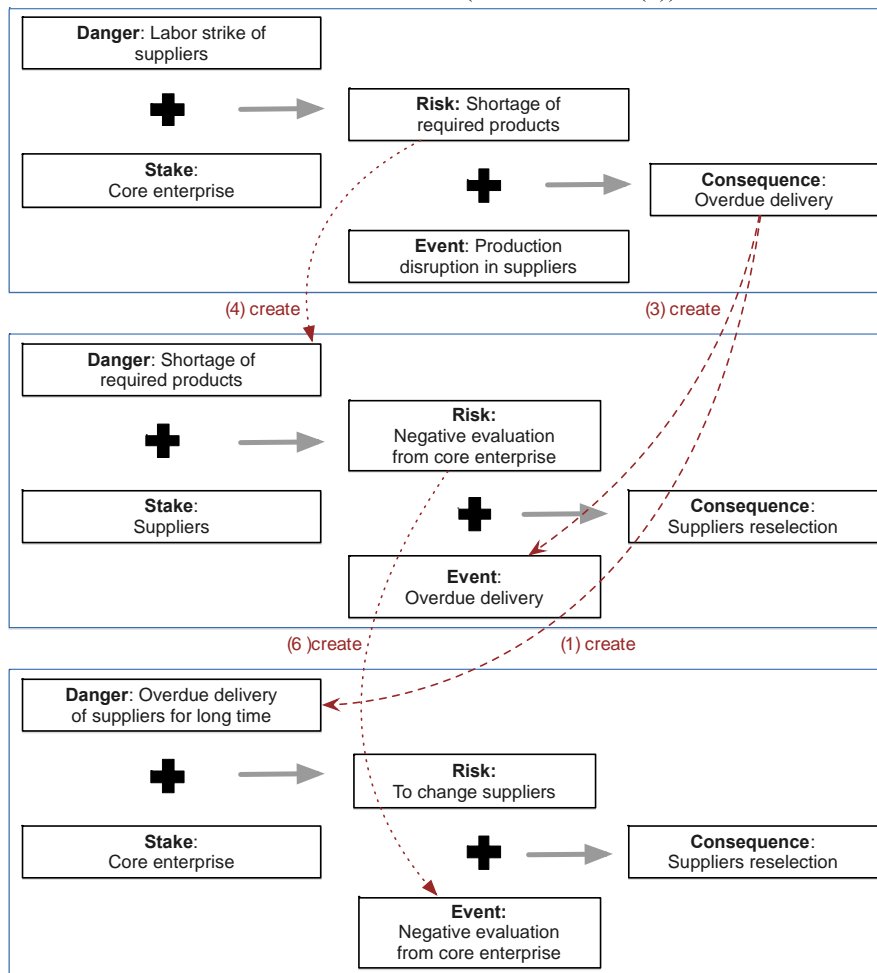 Danger: Labor strike of
suppliers
Risk: Shortage of
required products
Stake:
Core enterprise
Consequence:
Overdue delivery
Event: Production
disruption in suppliers
(4) create
(3) create
Danger: Shortage of
required products
Risk:
Negative evaluation
from core enterprise
Stake:
Suppliers
Consequence:
Suppliers reselection
Event:
Overdue delivery
(6 )create
(1) create
Danger: Overdue delivery
of suppliers for long time
Risk:
To change suppliers
Stake:
Core enterprise
Consequence:
Suppliers reselection
Event:
Negative evaluation
from core enterprise